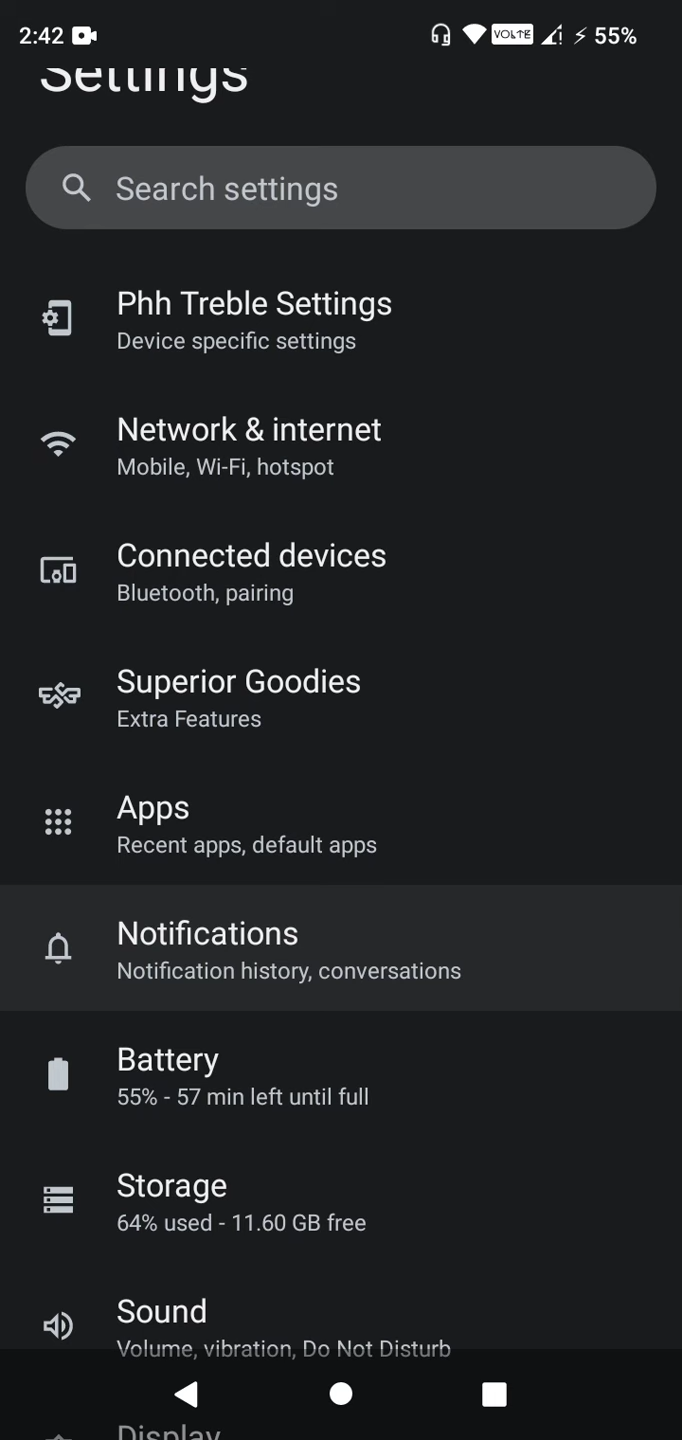 2:42
VOLTE
55%
Settings
Search settings
Phh Treble Settings
Device specific settings
Network & internet
Mobile, Wi-Fi, hotspot
Connected devices
Bluetooth, pairing
Superior Goodies
Extra Features
Apps
Recent apps, default apps
Notifications
Notification history, conversations
Battery
55% - 57 min left until full
Storage
64% used - 11.60 GB free
Sound
Volume, vibration, Do Not Disturb
Display